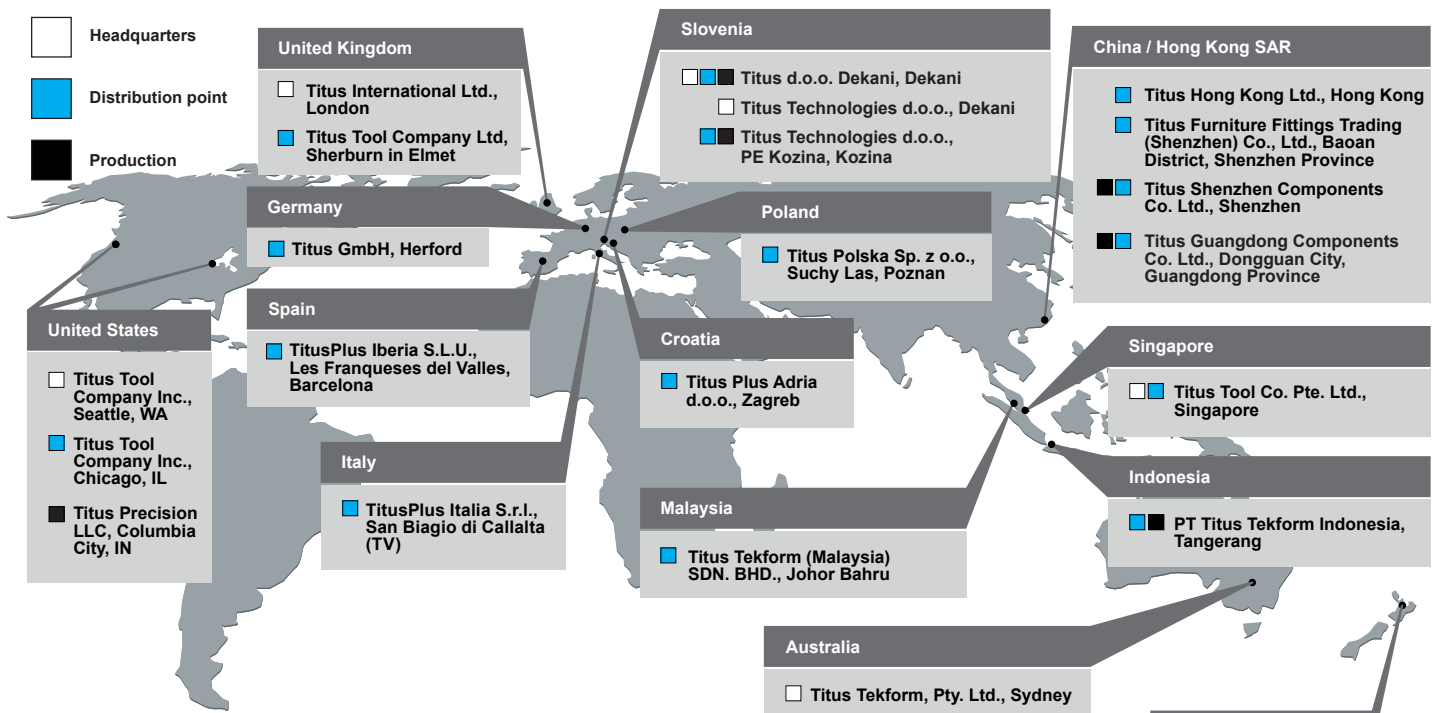 Headquarters
Distribution point
Production
United Kingdom
Titus International Ltd.,
London
Titus Tool Company Ltd,
Sherburn in Elmet
Slovenia
Titus d.o.o. Dekani, Dekani
Titus Technologies d.o.o., Dekani
Titus Technologies d.o.o.,
PE Kozina, Kozina
China / Hong Kong SAR
Titus Hong Kong Ltd., Hong Kong
Titus Furniture Fittings Trading
(Shenzhen) Co., Ltd., Baoan
District, Shenzhen Province
Titus Shenzhen Components
Co. Ltd., Shenzhen
Titus Guangdong Components
Co. Ltd., Dongguan City,
Guangdong Province
Germany
Titus GmbH, Herford
Poland
Titus Polska Sp. z o.o.,
Suchy Las, Poznan
United States
Titus Tool
Company Inc.,
Seattle, WA
Titus Tool
Company Inc.,
Chicago, IL
Titus Precision
LLC, Columbia
City, IN
Spain
TitusPlus Iberia S.L.U.,
Les Franqueses del Valles,
Barcelona
Croatia
Titus Plus Adria
d.o.o., Zagreb
Singapore
Titus Tool Co. Pte. Ltd.,
Singapore
Italy
TitusPlus Italia S.r.l.,
San Biagio di Callalta
(TV)
Malaysia
Titus Tekform (Malaysia)
SDN. BHD., Johor Bahru
Indonesia
PT Titus Tekform Indonesia,
Tangerang
Australia
Titus Tekform, Pty. Ltd., Sydney